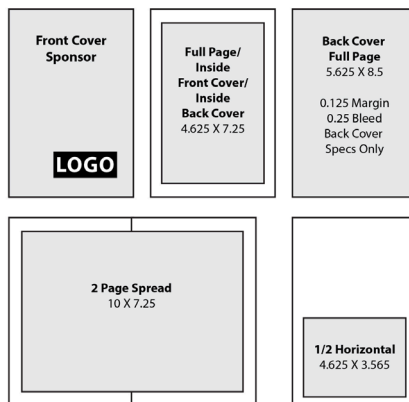 Front Cover
Sponsor
LOGO
Full Page/
Inside
Front Cover/
Inside
Back Cover
4.625 X 7.25
Back Cover
Full Page
5.625 X 8.5
0.125 Margin
0.25 Bleed
Back Cover
Specs Only
2 Page Spread
10 X 7.25
1/2 Horizontal
4.625 X 3.565